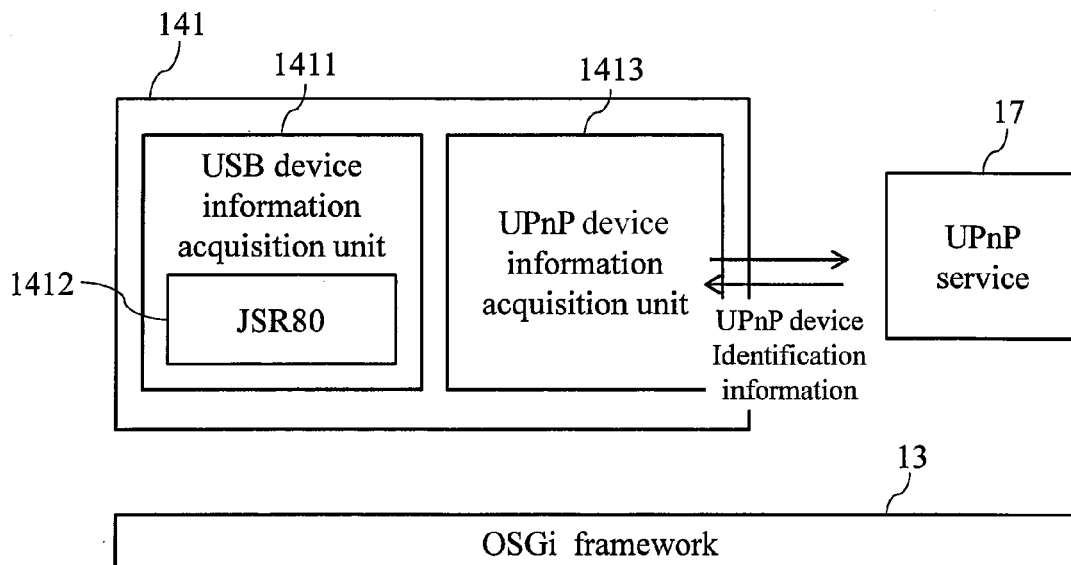 141
1411
1413
17
USB device
information
acquisition unit
1412
JSR80
UPnP device
information
acquisition unit
UPnP device
Identification
information
UPnP
service
13
OSGi framework